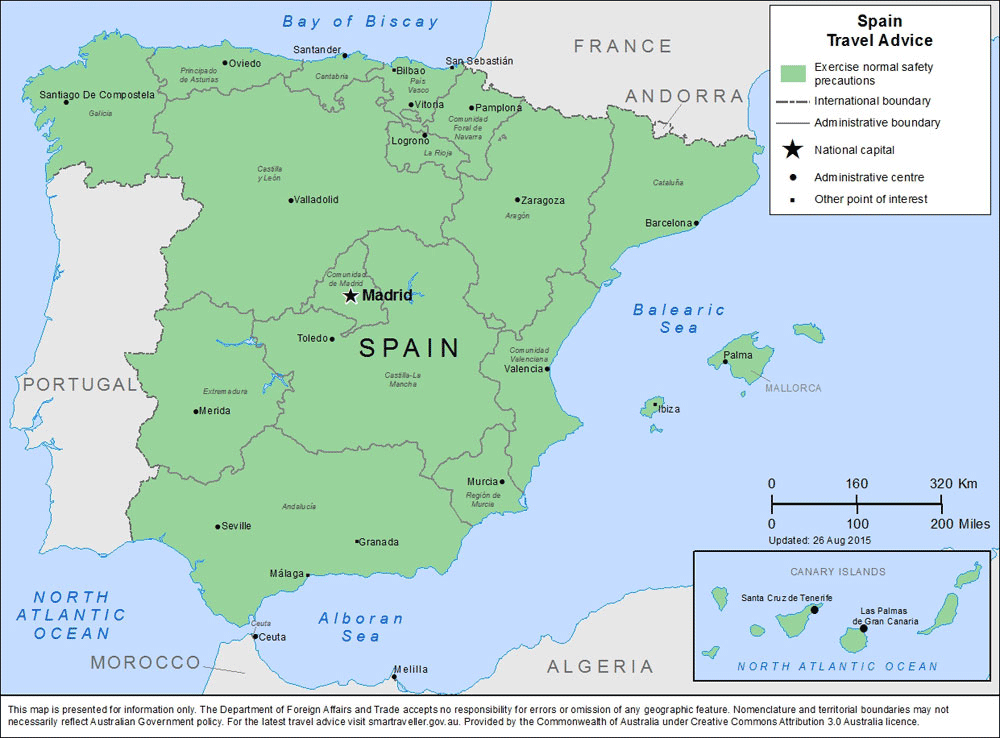 Bay of Biscay
FRANCE
ANDORRA
Spain
Travel Advice
Exercise normal safety
precautions
International boundary
Administrative boundary
National capital
Administrative centre
Other point of interest
Santander
San Sebastián
Oviedo
Principado
de Asturias
Cantabria
Bilbao
País
Vasco
Santiago De Compostela
Galicia
Vitoria
Pamplona
Comunidad
Foral de
Navarra
Logrono
La Rioja
Castilla
y León
Cataluña
Valladolid
Zaragoza
Aragón
Barcelona
Comunidad
de Madrid
Madrid
Balearic
Sea
Toledo
SPAIN
Castilla-La
Mancha
Comunidad
Valenciana
Valencia
Palma
MALLORCA
PORTUGAL
Extremadura
Merida
Ibiza
Murcia
Región de
Murcia
0 160 320 Km
0 100 200 Miles
Updated: 26 Aug 2015
Andalucía
Seville
Granada
Málaga
NORTH
ATLANTIC
OCEAN
Alboran
Sea
Ceuta
Ceuta
MOROCCO
Melilla
ALGERIA
CANARY ISLANDS
Santa Cruz de Tenerife
Las Palmas
de Gran Canaria
NORTH ATLANTIC OCEAN
This map is presented for information only. The Department of Foreign Affairs and Trade accepts no responsibility for errors or omission of any geographic feature. Nomenclature and territorial boundaries may not
necessarily reflect Australian Government policy. For the latest travel advice visit smartraveller.gov.au. Provided by the Commonwealth of Australia under Creative Commons Attribution 3.0 Australia licence.